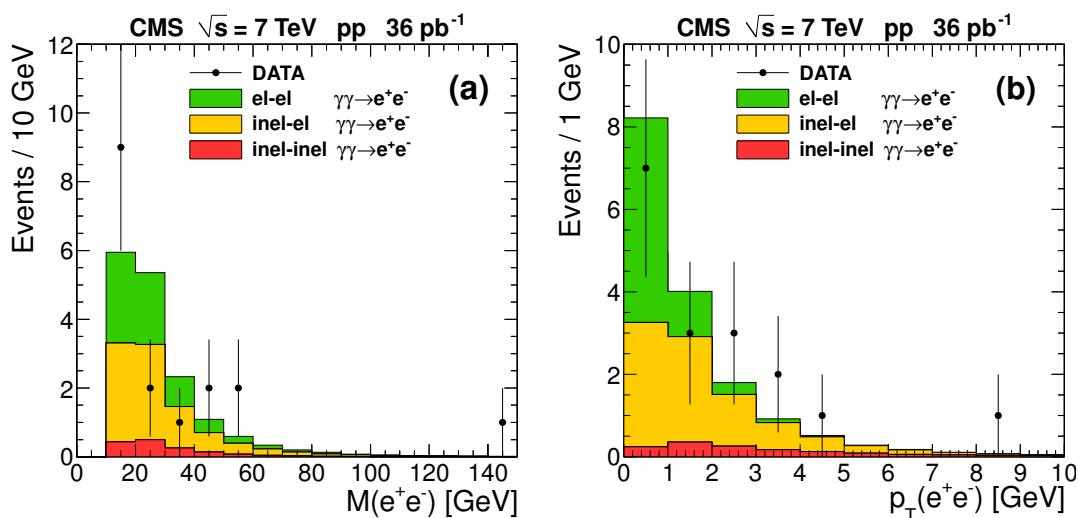 CMS √s = 7 TeV pp 36 pb⁻¹
Events / 10 GeV
12
10
8
6
4
2
0
(a)
DATA
el-el γγ→e⁺e⁻
inel-el γγ→e⁺e⁻
inel-inel γγ→e⁺e⁻
0 20 40 60 80 100 120 140
M(e⁺e⁻) [GeV]
CMS √s = 7 TeV pp 36 pb⁻¹
Events / 1 GeV
10
8
6
4
2
0
(b)
DATA
el-el γγ→e⁺e⁻
inel-el γγ→e⁺e⁻
inel-inel γγ→e⁺e⁻
0 1 2 3 4 5 6 7 8 9 10
p_T(e⁺e⁻) [GeV]